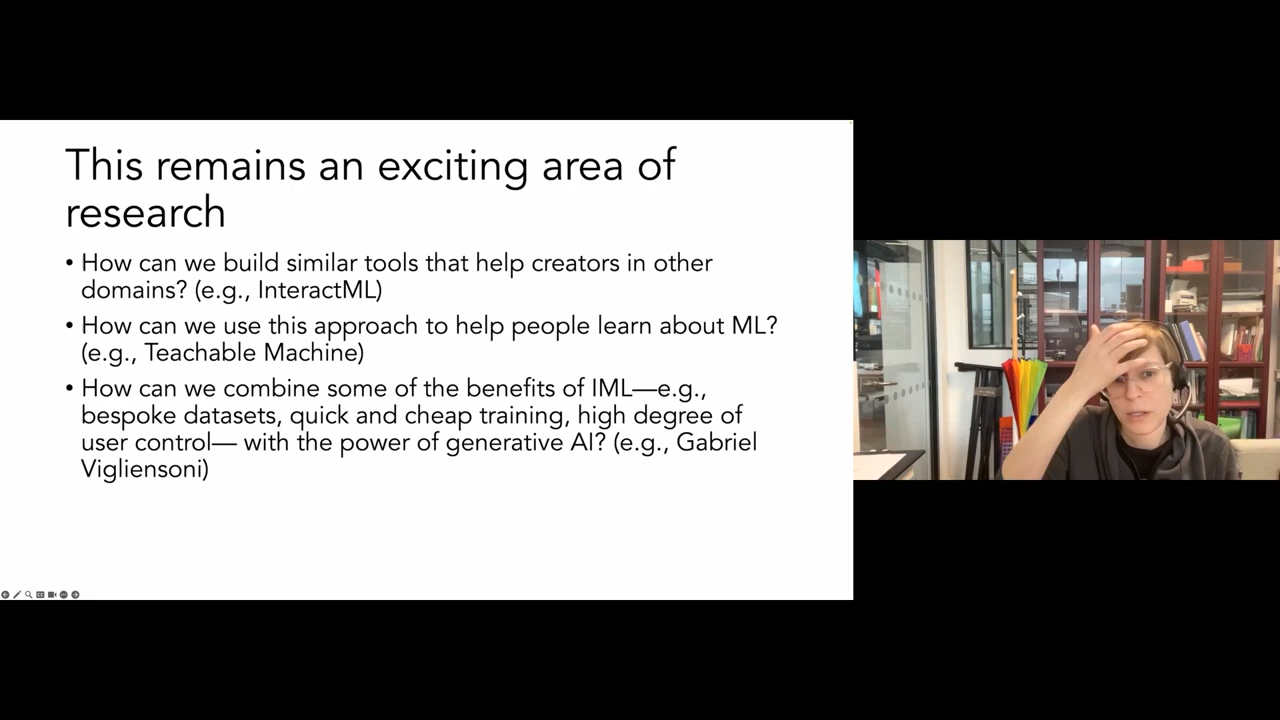 This remains an exciting area of
research
• How can we build similar tools that help creators in other
domains? (e.g., InteractML)
• How can we use this approach to help people learn about ML?
(e.g., Teachable Machine)
• How can we combine some of the benefits of IML—e.g.,
bespoke datasets, quick and cheap training, high degree of
user control— with the power of generative AI? (e.g., Gabriel
Vigliensoni)